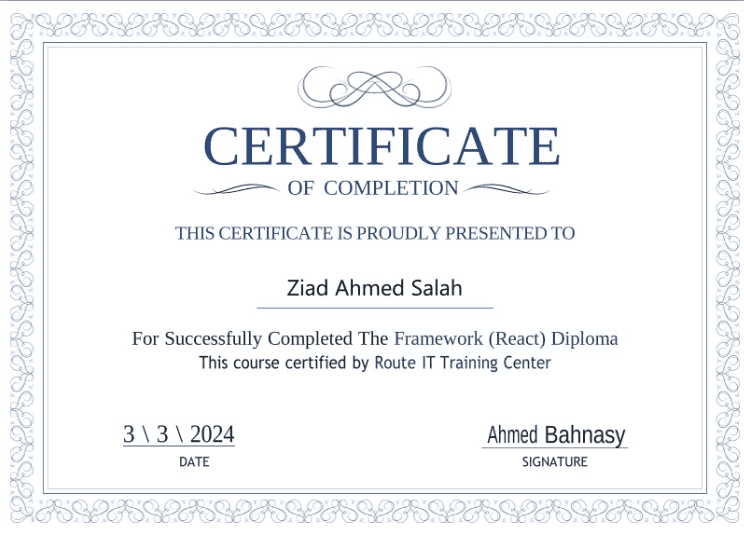 CERTIFICATE
OF COMPLETION
THIS CERTIFICATE IS PROUDLY PRESENTED TO
Ziad Ahmed Salah
For Successfully Completed The Framework (React) Diploma
This course certified by Route IT Training Center
3 \ 3 \ 2024
DATE
Ahmed Bahnasy
SIGNATURE